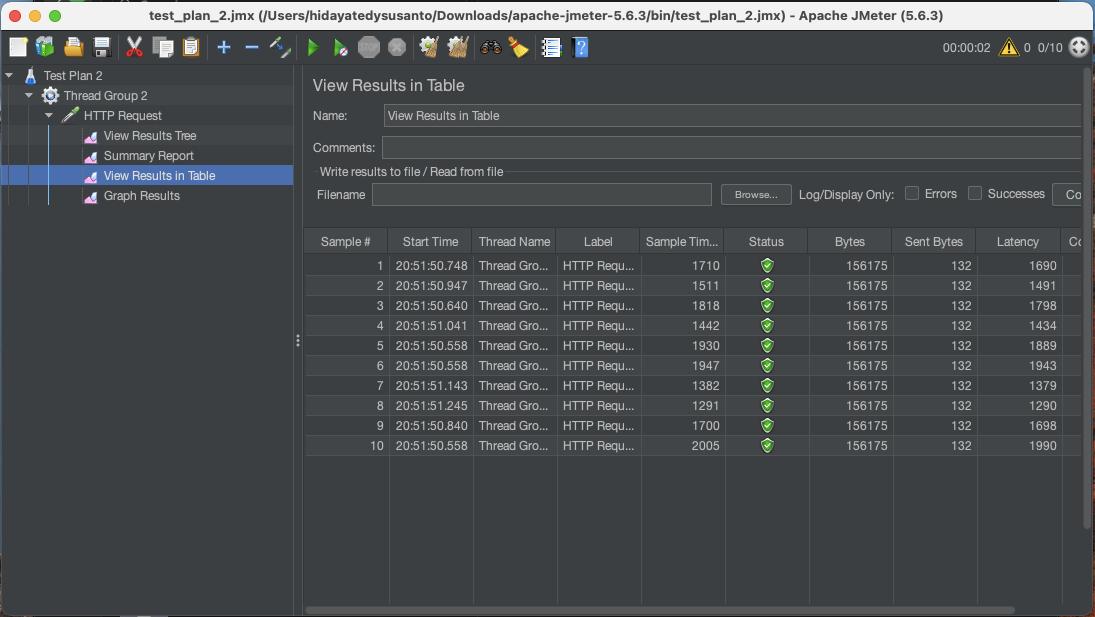 test_plan_2.jmx (/Users/hidayatedysusanto/Downloads/apache-jmeter-5.6.3/bin/test_plan_2.jmx) - Apache JMeter (5.6.3)
STOP 00:00:02 0 0/10
Test Plan 2
Thread Group 2
HTTP Request
View Results Tree
Summary Report
View Results in Table
Graph Results
View Results in Table
Name: View Results in Table
Comments:
Write results to file / Read from file
Filename Browse... Log/Display Only: Errors Successes Co
Sample # Start Time Thread Name Label Sample Tim... Status Bytes Sent Bytes Latency Co
1 20:51:50.748 Thread Gro... HTTP Requ... 1710 156175 132 1690
2 20:51:50.947 Thread Gro... HTTP Requ... 1511 156175 132 1491
3 20:51:50.640 Thread Gro... HTTP Requ... 1818 156175 132 1798
4 20:51:51.041 Thread Gro... HTTP Requ... 1442 156175 132 1434
5 20:51:50.558 Thread Gro... HTTP Requ... 1930 156175 132 1889
6 20:51:50.558 Thread Gro... HTTP Requ... 1947 156175 132 1943
7 20:51:51.143 Thread Gro... HTTP Requ... 1382 156175 132 1379
8 20:51:51.245 Thread Gro... HTTP Requ... 1291 156175 132 1290
9 20:51:50.840 Thread Gro... HTTP Requ... 1700 156175 132 1698
10 20:51:50.558 Thread Gro... HTTP Requ... 2005 156175 132 1990